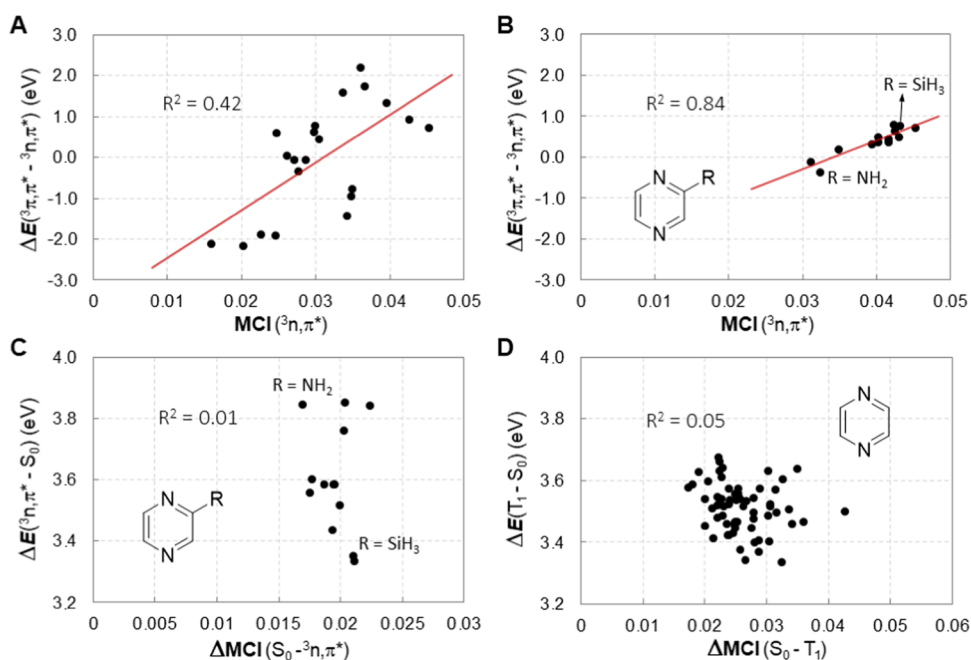 A
ΔE(³π,π* - ³n,π*) (eV)
3.0
2.0
1.0
0.0
-1.0
-2.0
-3.0
R² = 0.42
0
0.01
0.02
0.03
0.04
0.05
MCI (³n,π*)
B
ΔE(³π,π* - ³n,π*) (eV)
3.0
2.0
1.0
0.0
-1.0
-2.0
-3.0
R² = 0.84
R = SiH₃
R = NH₂
N
R
N
0
0.01
0.02
0.03
0.04
0.05
MCI (³n,π*)
C
ΔE(³n,π* - S₀) (eV)
4.0
3.8
3.6
3.4
3.2
R = NH₂
R² = 0.01
N
R
N
R = SiH₃
0
0.005
0.01
0.015
0.02
0.025
0.03
ΔMCI (S₀ - ³n,π*)
D
ΔE(T₁ - S₀) (eV)
4.0
3.8
3.6
3.4
3.2
R² = 0.05
N
N
0
0.01
0.02
0.03
0.04
0.05
0.06
ΔMCI (S₀ - T₁)